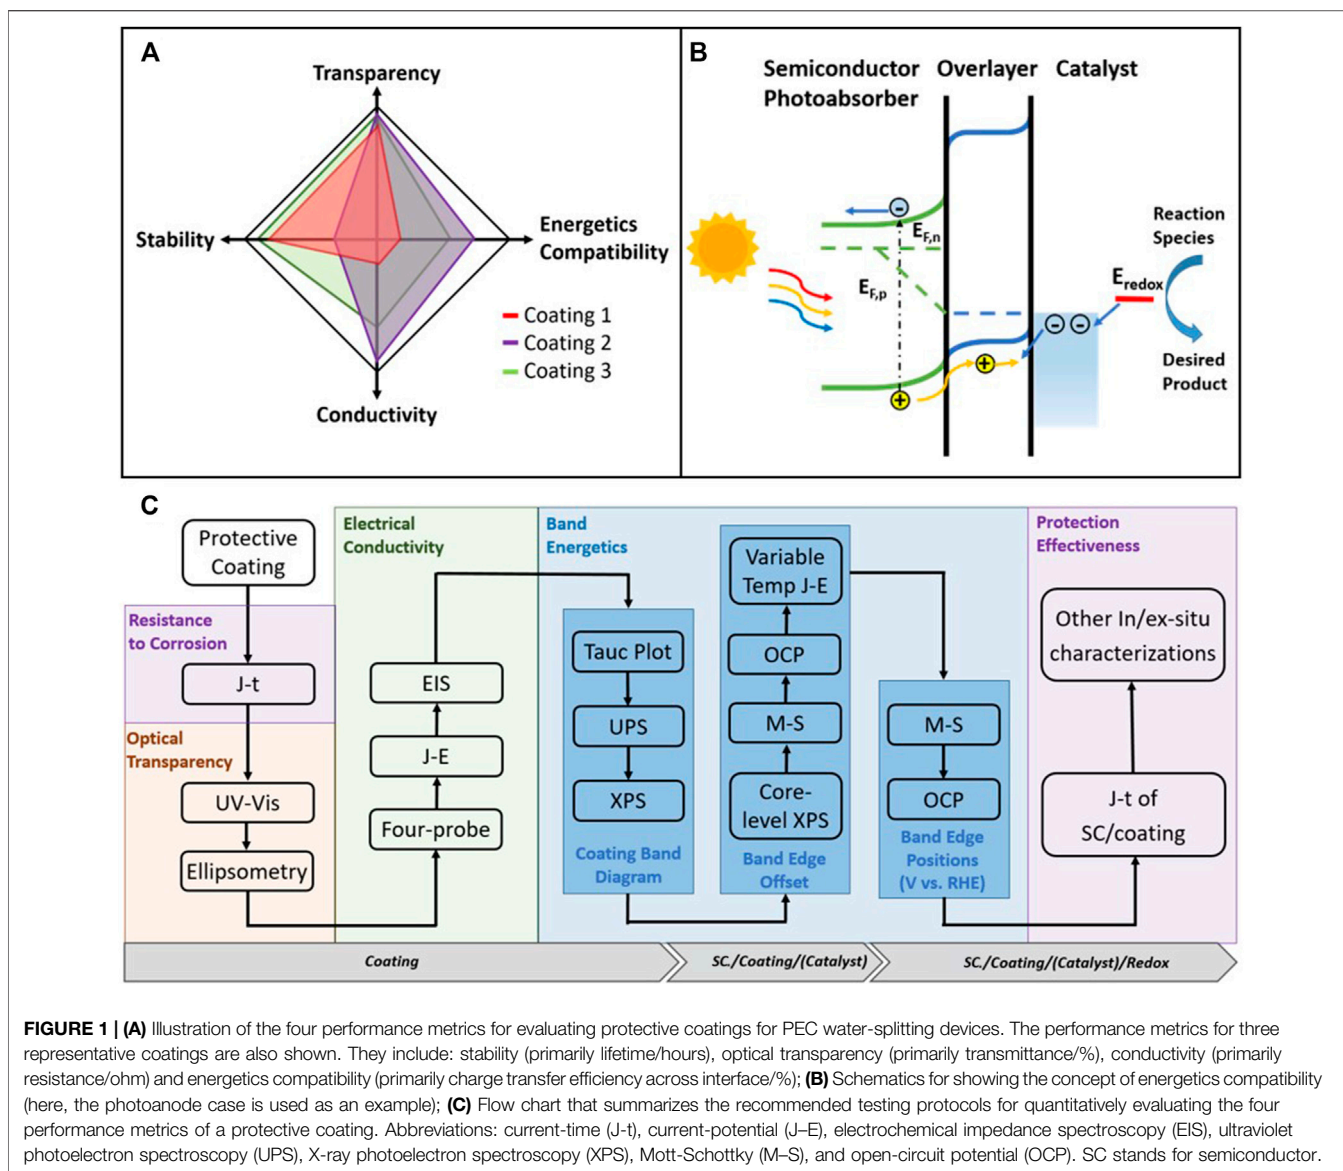 A
Transparency
Stability
Energetics
Compatibility
Conductivity
Coating 1
Coating 2
Coating 3
B
Semiconductor
Photoabsorber
Overlayer
Catalyst
E_F,n
E_F,p
E_redox
Reaction
Species
Desired
Product
-
+
+
- -
C
Protective
Coating
Resistance
to Corrosion
J-t
Optical
Transparency
UV-Vis
Ellipsometry
Electrical
Conductivity
EIS
J-E
Four-probe
Band
Energetics
Tauc Plot
UPS
XPS
Coating Band
Diagram
Variable
Temp J-E
OCP
M-S
Core-
level XPS
Band Edge
Offset
M-S
OCP
Band Edge
Positions
(V vs. RHE)
Protection
Effectiveness
Other In/ex-situ
characterizations
J-t of
SC/coating
Coating
SC./Coating/(Catalyst)
SC./Coating/(Catalyst)/Redox
FIGURE 1 | (A) Illustration of the four performance metrics for evaluating protective coatings for PEC water-splitting devices. The performance metrics for three
representative coatings are also shown. They include: stability (primarily lifetime/hours), optical transparency (primarily transmittance/%), conductivity (primarily
resistance/ohm) and energetics compatibility (primarily charge transfer efficiency across interface/%); (B) Schematics for showing the concept of energetics compatibility
(here, the photoanode case is used as an example); (C) Flow chart that summarizes the recommended testing protocols for quantitatively evaluating the four
performance metrics of a protective coating. Abbreviations: current-time (J-t), current-potential (J–E), electrochemical impedance spectroscopy (EIS), ultraviolet
photoelectron spectroscopy (UPS), X-ray photoelectron spectroscopy (XPS), Mott-Schottky (M–S), and open-circuit potential (OCP). SC stands for semiconductor.